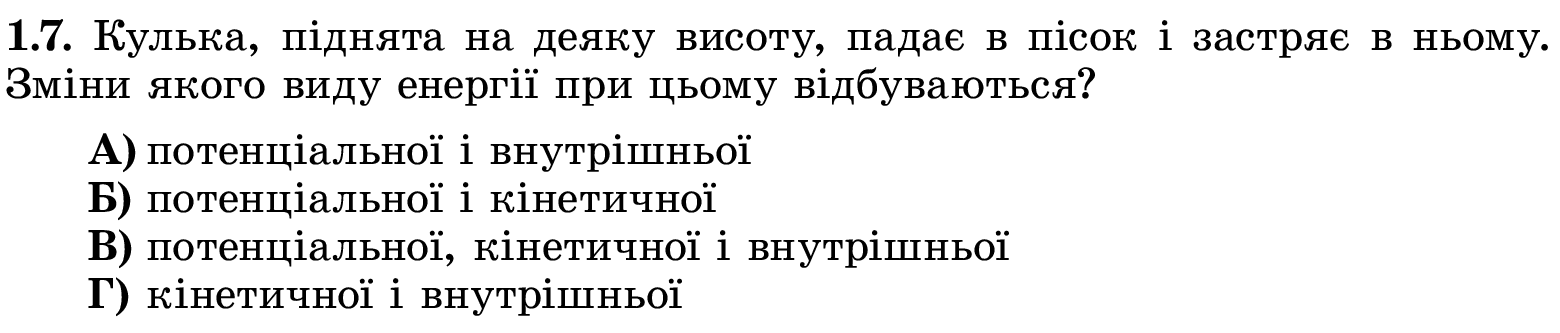 1.7. Кулька, піднята на деяку висоту, падає в пісок і застряє в ньому.
Зміни якого виду енергії при цьому відбуваються?
А) потенціальної і внутрішньої
Б) потенціальної і кінетичної
В) потенціальної, кінетичної і внутрішньої
Г) кінетичної і внутрішньої